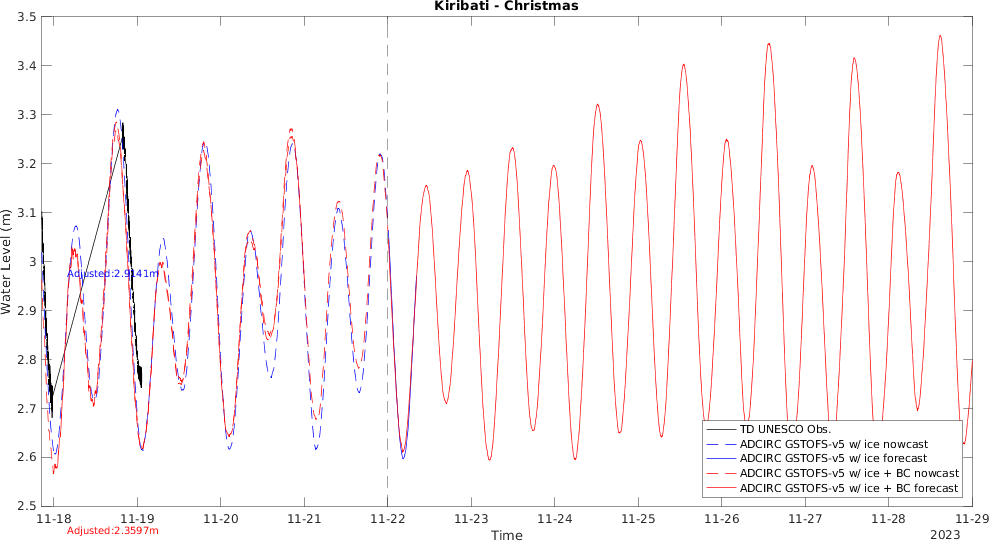 Kiribati - Christmas
3.5
3.4
3.3
3.2
3.1
3
2.9
2.8
2.7
2.6
2.5
Water Level (m)
Adjusted:2.9141m
Adjusted:2.3597m
TD UNESCO Obs.
ADCIRC GSTOFS-v5 w/ ice nowcast
ADCIRC GSTOFS-v5 w/ ice forecast
ADCIRC GSTOFS-v5 w/ ice + BC nowcast
ADCIRC GSTOFS-v5 w/ ice + BC forecast
11-18 11-19 11-20 11-21 11-22 11-23 11-24 11-25 11-26 11-27 11-28 11-29
Time
2023